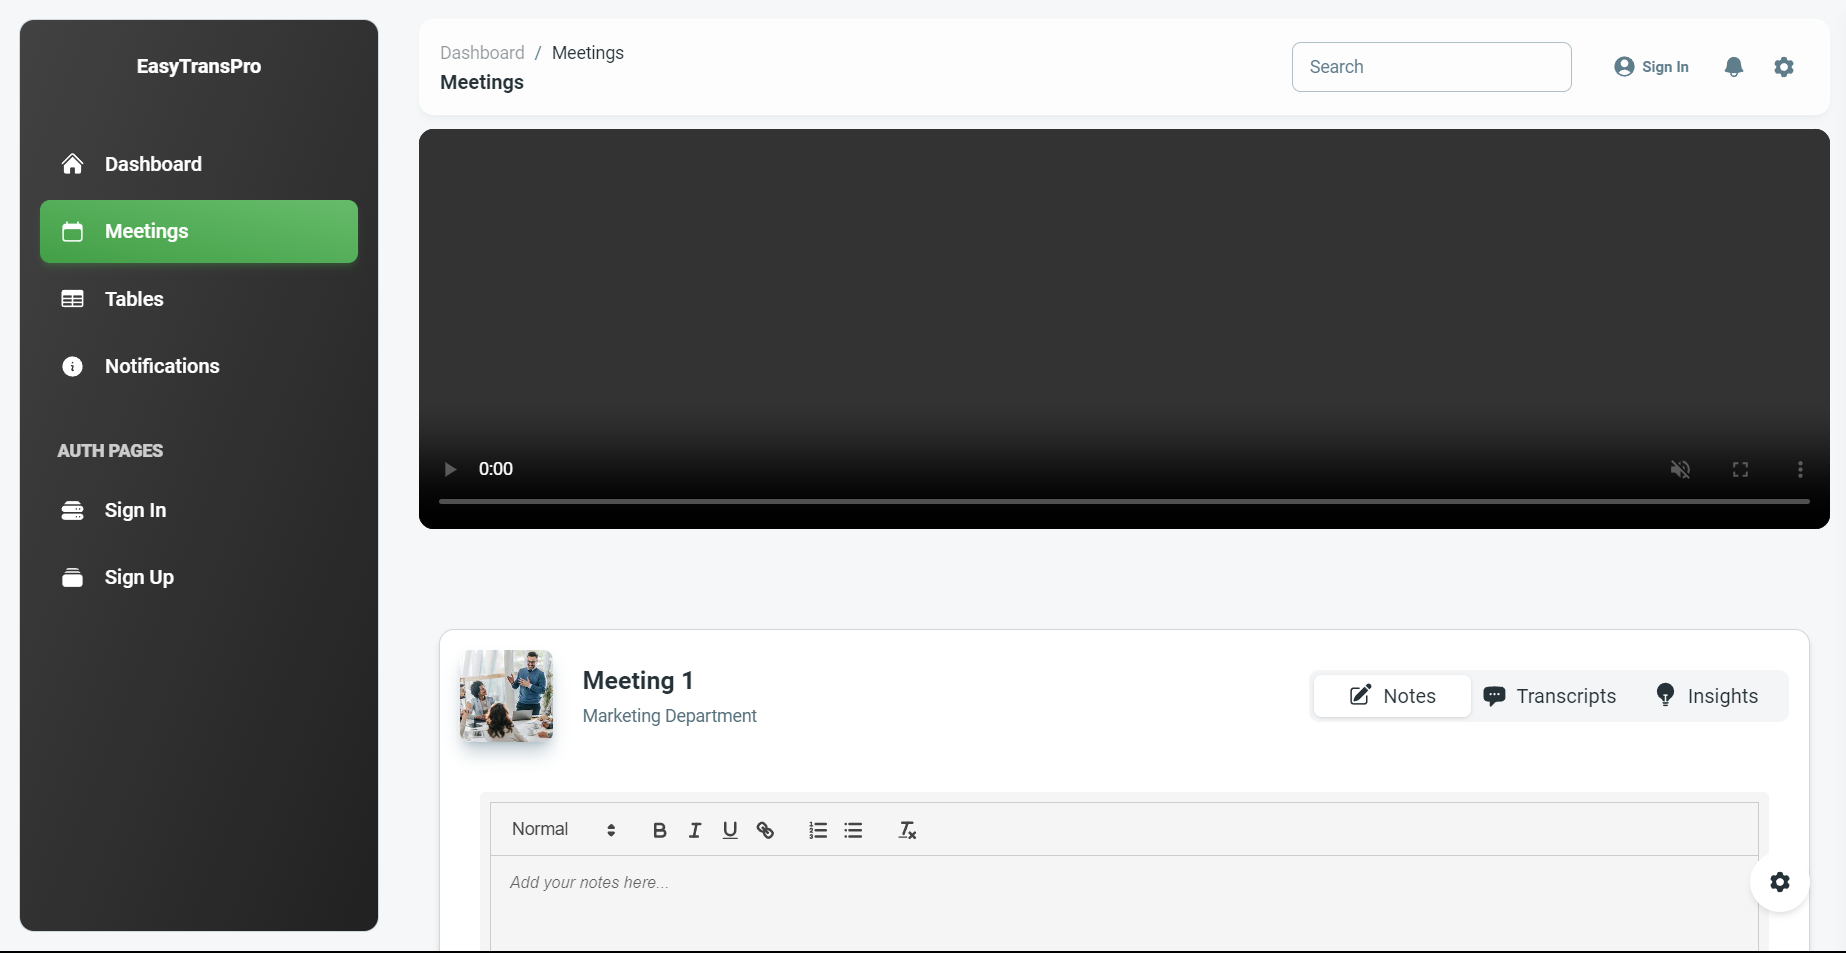 EasyTransPro
Dashboard
Meetings
Tables
Notifications
AUTH PAGES
Sign In
Sign Up
Dashboard / Meetings
Meetings
Search
Sign In
0:00
Meeting 1
Marketing Department
Notes
Transcripts
Insights
Normal
Add your notes here...